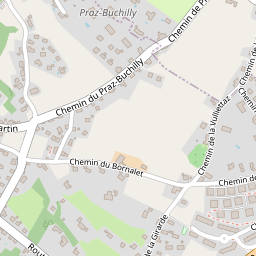 Praz-Buchilly
Chemin de Pr
Chemin du Praz-Buchilly
Chemin de la Vulliettaz
artin
Chemin du Bornalet
Chemin de
de la Girarde
Rout